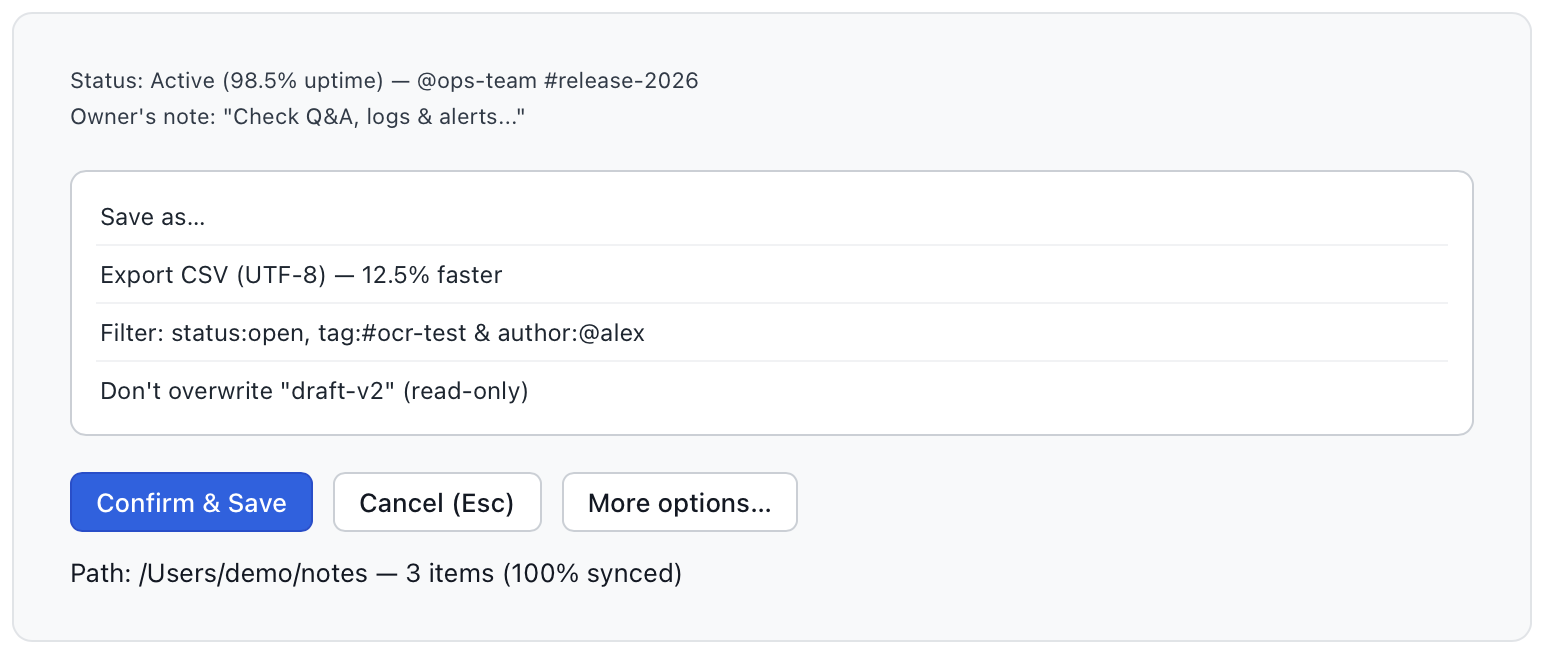 Status: Active (98.5% uptime) — @ops-team #release-2026
Owner's note: "Check Q&A, logs & alerts..."
Save as...
Export CSV (UTF-8) — 12.5% faster
Filter: status:open, tag:#ocr-test & author:@alex
Don't overwrite "draft-v2" (read-only)
Confirm & Save
Cancel (Esc)
More options...
Path: /Users/demo/notes — 3 items (100% synced)